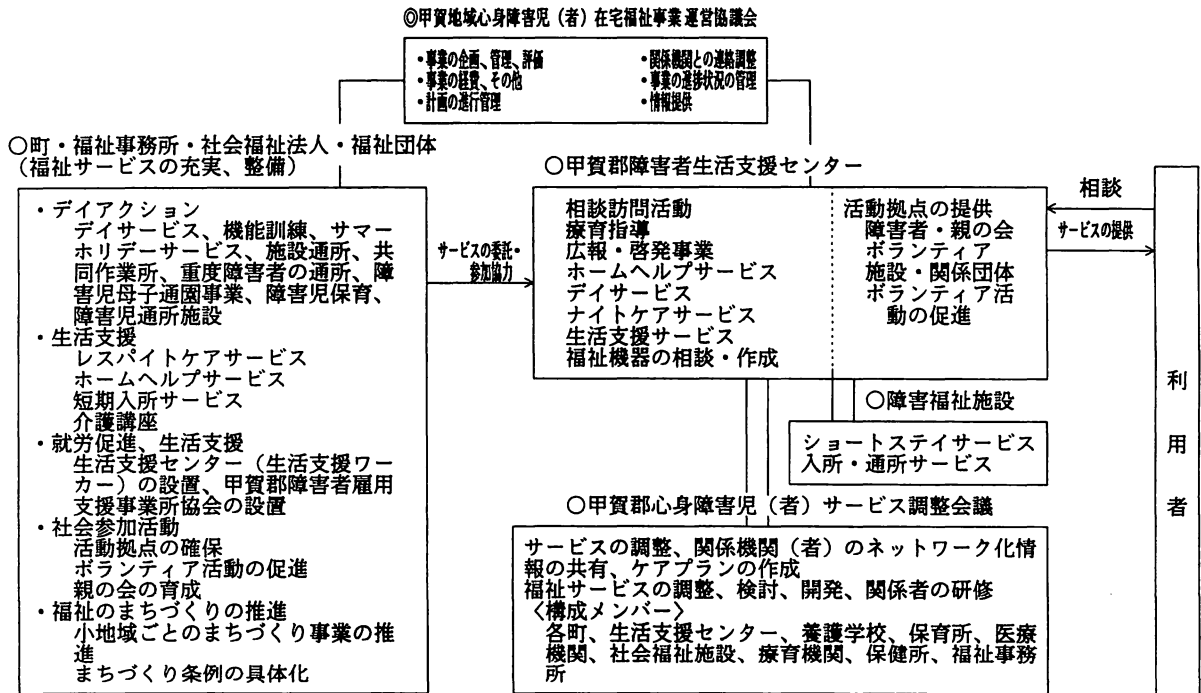 ◎甲賀地域心身障害児（者）在宅福祉事業運営協議会
・事業の企画、管理、評価
・事業の経費、その他
・計画の進行管理
・関係機関との連絡調整
・事業の進捗状況の管理
・情報提供
○町・福祉事務所・社会福祉法人・福祉団体
（福祉サービスの充実、整備）
・デイアクション
デイサービス、機能訓練、サマー
ホリデーサービス、施設通所、共
同作業所、重度障害者の通所、障
害児母子通園事業、障害児保育、
障害児通所施設
・生活支援
レスパイトケアサービス
ホームヘルプサービス
短期入所サービス
介護講座
・就労促進、生活支援
生活支援センター（生活支援ワー
カー）の設置、甲賀郡障害者雇用
支援事業所協会の設置
・社会参加活動
活動拠点の確保
ボランティア活動の促進
親の会の育成
・福祉のまちづくりの推進
小地域ごとのまちづくり事業の推
進
まちづくり条例の具体化
サービスの委託・
参加協力
○甲賀郡障害者生活支援センター
相談訪問活動
療育指導
広報・啓発事業
ホームヘルプサービス
デイサービス
ナイトケアサービス
生活支援サービス
福祉機器の相談・作成
活動拠点の提供
障害者・親の会
ボランティア
施設・関係団体
ボランティア活
動の促進
相談
サービスの提供
利用者
○障害福祉施設
ショートステイサービス
入所・通所サービス
○甲賀郡心身障害児（者）サービス調整会議
サービスの調整、関係機関（者）のネットワーク化情
報の共有、ケアプランの作成
福祉サービスの調整、検討、開発、関係者の研修
〈構成メンバー〉
各町、生活支援センター、養護学校、保育所、医療
機関、社会福祉施設、療育機関、保健所、福祉事務
所